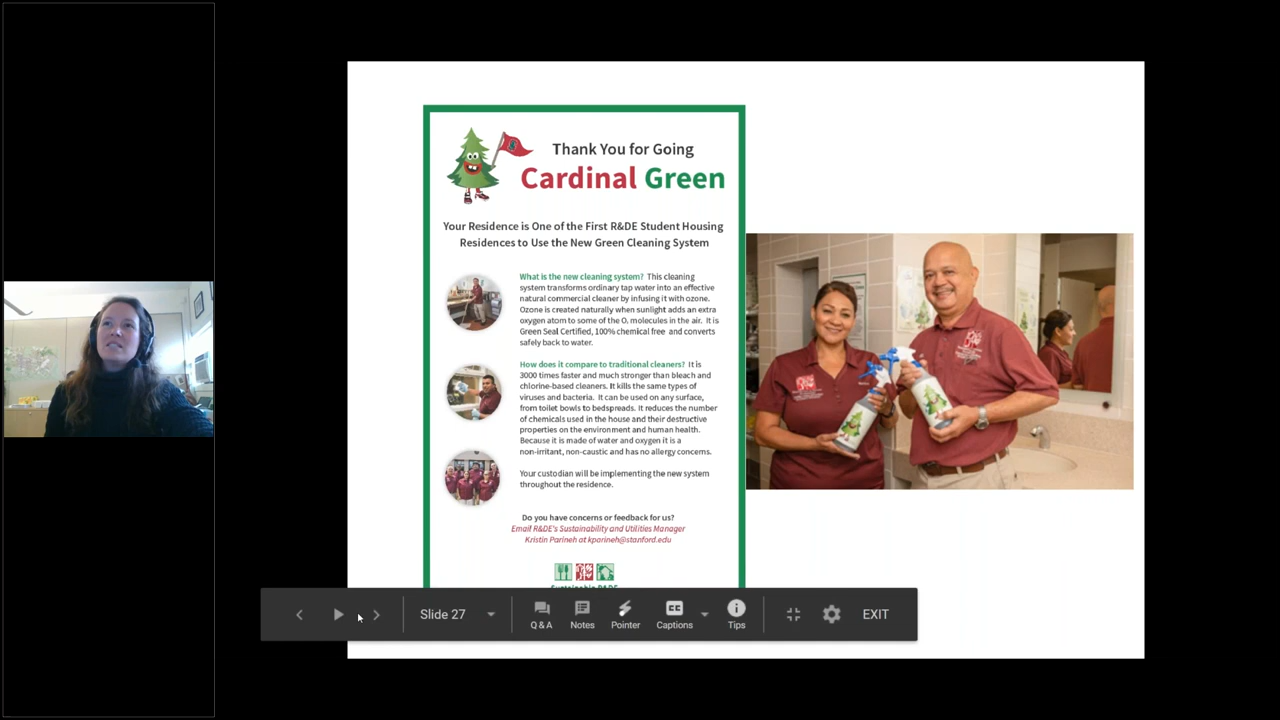 Thank You for Going
Cardinal Green
Your Residence is One of the First R&DE Student Housing
Residences to Use the New Green Cleaning System
What is the new cleaning system? This cleaning
system transforms ordinary tap water into an effective
natural commercial cleaner by infusing it with ozone.
Ozone is created naturally when sunlight adds an extra
oxygen atom to some of the O2 molecules in the air. It is
Green Seal Certified, 100% chemical free and converts
safely back to water.
How does it compare to traditional cleaners? It is
3000 times faster and much stronger than bleach and
chlorine-based cleaners. It kills the same types of
viruses and bacteria. It can be used on any surface,
from toilet bowls to bedspreads. It reduces the number
of chemicals used in the house and their destructive
properties on the environment and human health.
Because it is made of water and oxygen it is a
non-irritant, non-caustic and has no allergy concerns.
Your custodian will be implementing the new system
throughout the residence.
Do you have concerns or feedback for us?
Email R&DE's Sustainability and Utilities Manager
Kristin Parineh at kparineh@stanford.edu
Slide 27
Q & A
Notes
Pointer
CC
Captions
Tips
EXIT